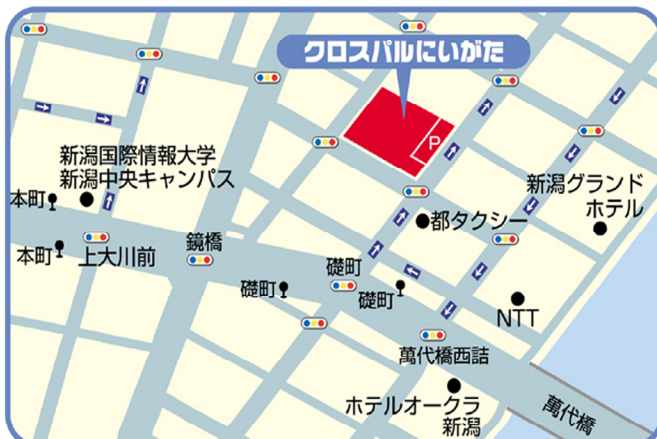 クロスパルにいがた
P
新潟国際情報大学
新潟中央キャンパス
本町
本町
上大川前
鏡橋
礎町
礎町
礎町
都タクシー
新潟グランド
ホテル
NTT
萬代橋西詰
ホテルオークラ
新潟
萬代橋